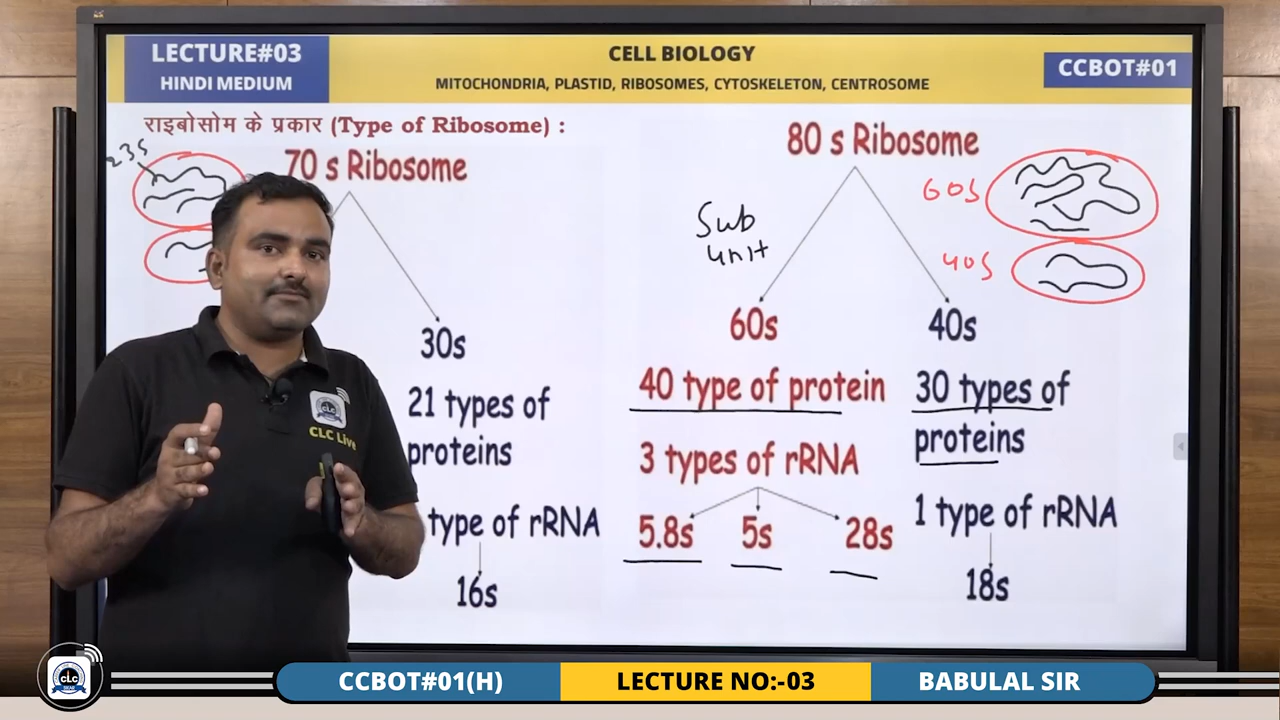 LECTURE#03
HINDI MEDIUM
CELL BIOLOGY
MITOCHONDRIA, PLASTID, RIBOSOMES, CYTOSKELETON, CENTROSOME
CCBOT#01
राइबोसोम के प्रकार (Type of Ribosome) :
23s
70 s Ribosome
30s
21 types of
proteins
type of rRNA
16s
80 s Ribosome
Sub
unit
60S
40S
60s
40s
40 type of protein
30 types of
proteins
3 types of rRNA
5.8s
5s
28s
1 type of rRNA
18s
CLC
CLC Live
CLC
CCBOT#01(H)
LECTURE NO:-03
BABULAL SIR